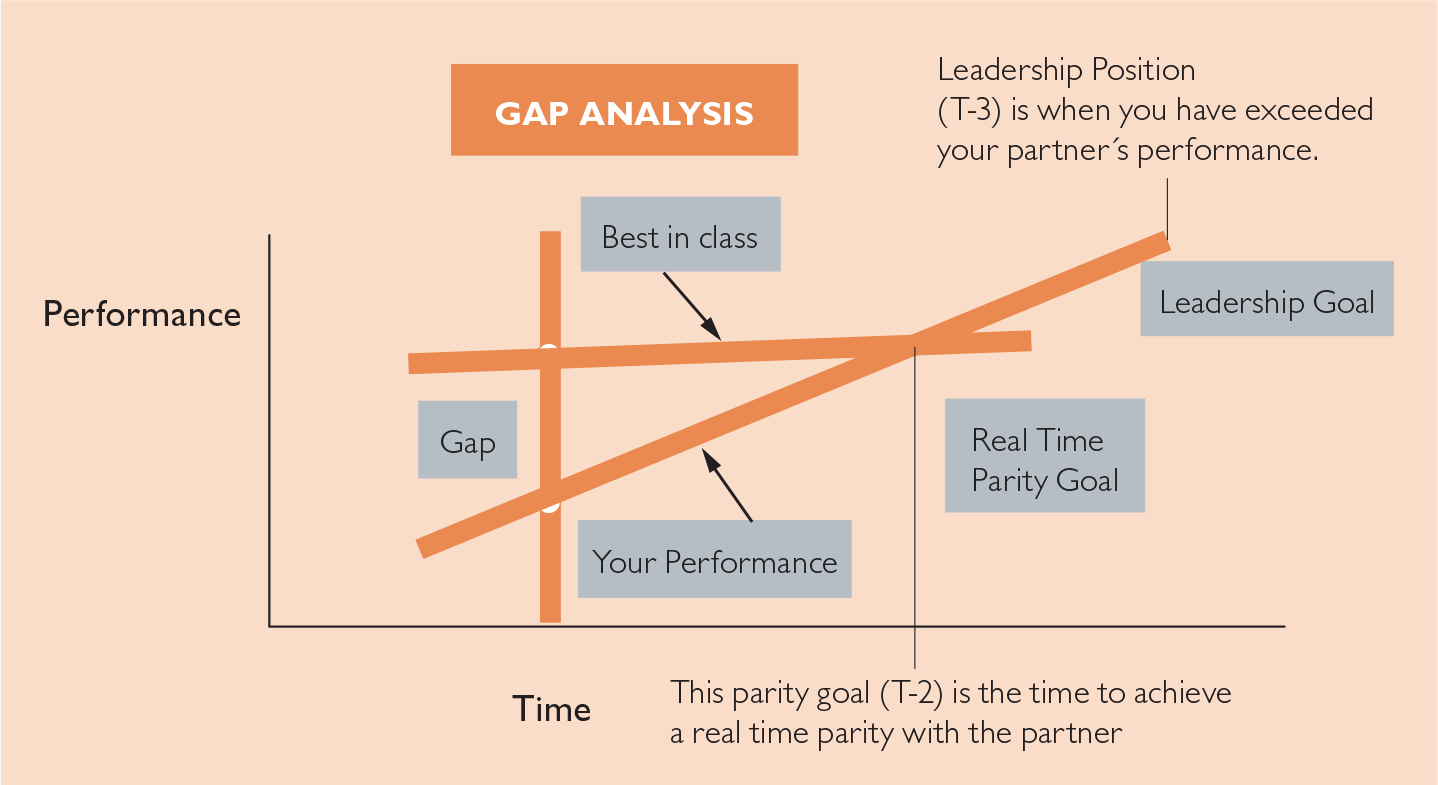 GAP ANALYSIS
Leadership Position
(T-3) is when you have exceeded
your partner´s performance.
Best in class
Leadership Goal
Performance
Gap
Real Time
Parity Goal
Your Performance
Time
This parity goal (T-2) is the time to achieve
a real time parity with the partner